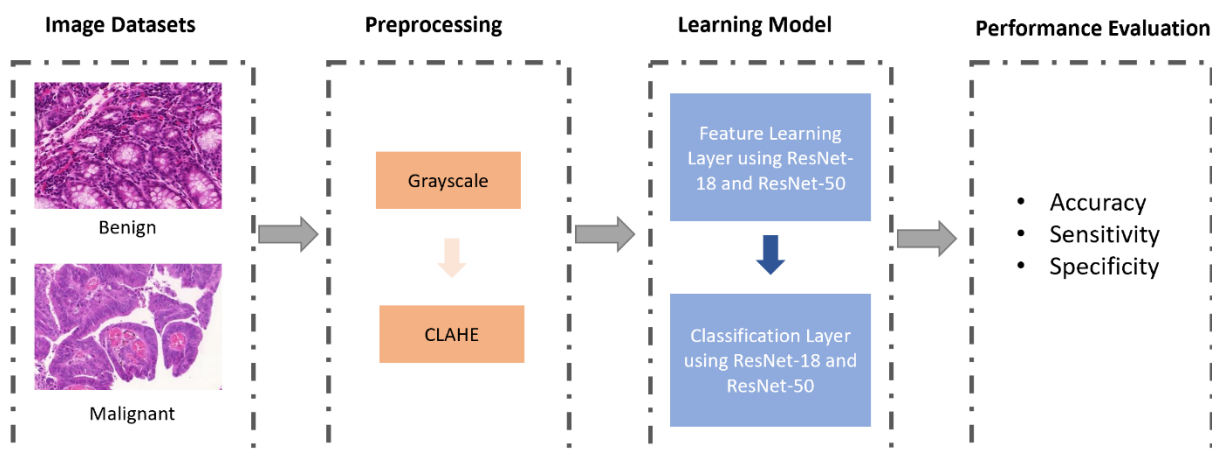 Image Datasets
Benign
Malignant
Preprocessing
Grayscale
CLAHE
Learning Model
Feature Learning
Layer using ResNet-
18 and ResNet-50
Classification Layer
using ResNet-18 and
ResNet-50
Performance Evaluation
• Accuracy
• Sensitivity
• Specificity